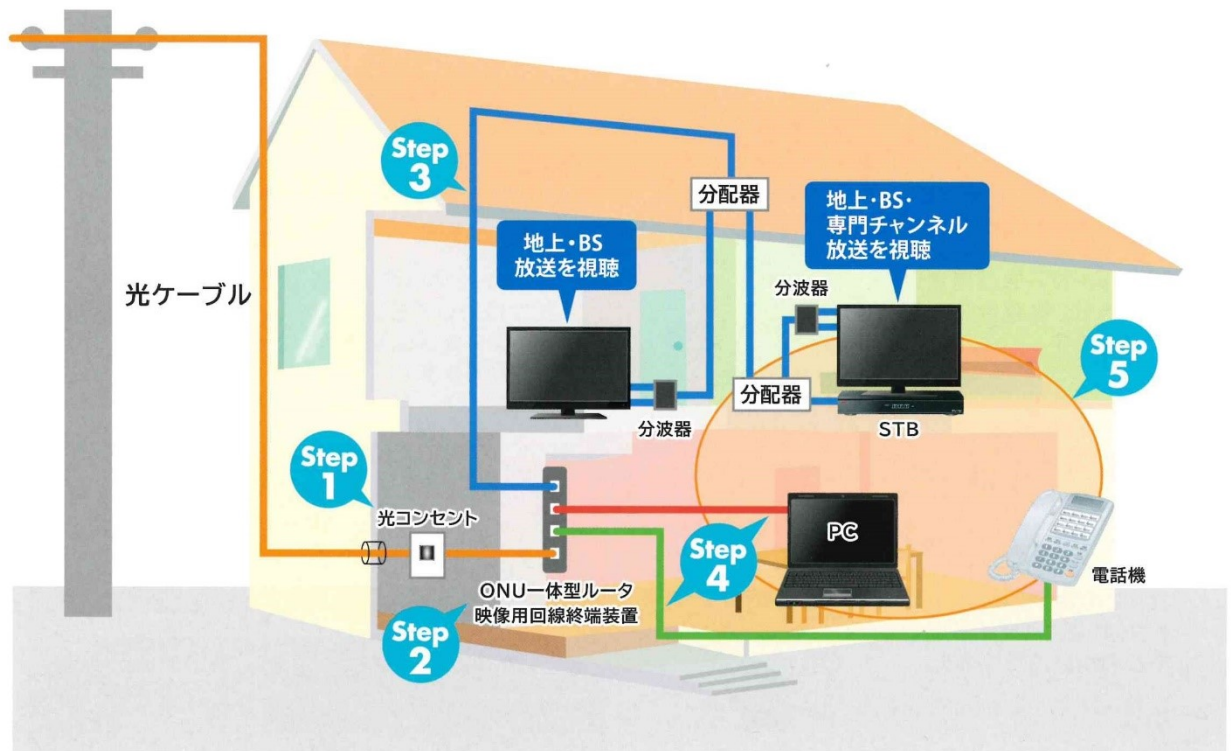 Step
3
分配器
地上・BS・
専門チャンネル
放送を視聴
地上・BS
放送を視聴
分波器
光ケーブル
Step
5
分配器
分波器
STB
Step
1
光コンセント
PC
Step
4
電話機
ONU一体型ルータ
映像用回線終端装置
Step
2